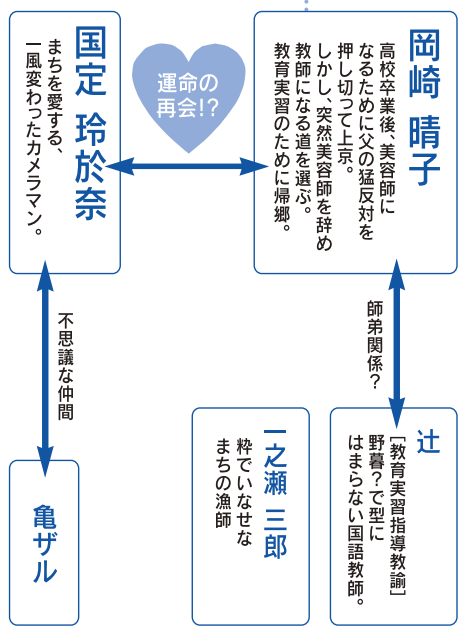 岡崎 晴子
高校卒業後、美容師に
なるために父の猛反対を
押し切って上京。
しかし、突然美容師を辞め
教師になる道を選ぶ。
教育実習のために帰郷。
運命の
再会!?
国定 玲於奈
まちを愛する、
一風変わったカメラマン。
師弟関係？
不思議な仲間
辻
［教育実習指導教諭］
野暮？で型に
はまらない国語教師。
一之瀬 三郎
粋でいなせな
まちの漁師
亀ザル